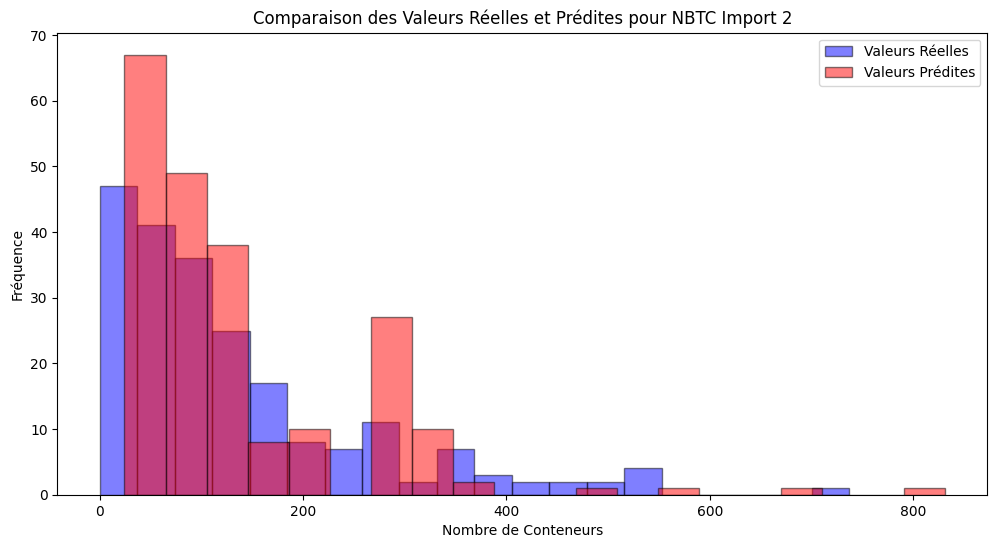 Comparaison des Valeurs Réelles et Prédites pour NBTC Import 2
Valeurs Réelles
Valeurs Prédites
Fréquence
70
60
50
40
30
20
10
0
0 200 400 600 800
Nombre de Conteneurs